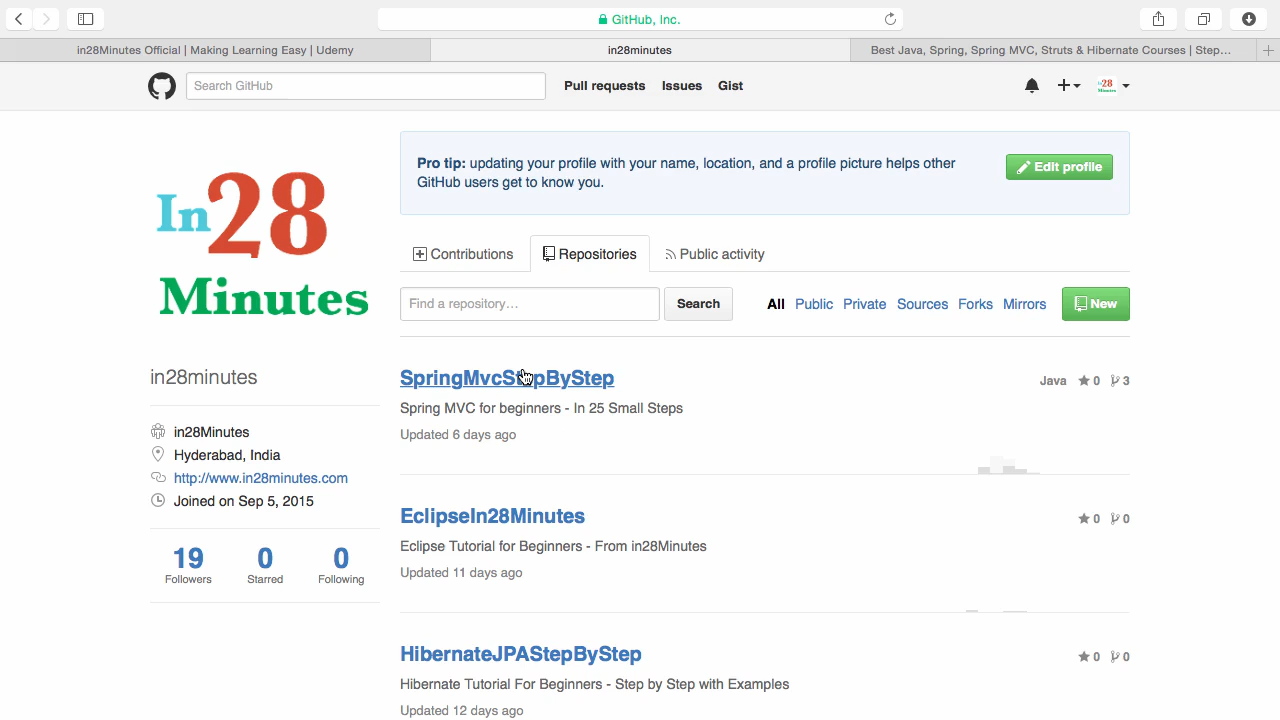 GitHub, Inc.
in28Minutes Official | Making Learning Easy | Udemy
in28minutes
Best Java, Spring, Spring MVC, Struts & Hibernate Courses | Step...
Search GitHub
Pull requests
Issues
Gist
In28
Minutes
Pro tip: updating your profile with your name, location, and a profile picture helps other
GitHub users get to know you.
Edit profile
Contributions
Repositories
Public activity
Find a repository...
Search
All
Public
Private
Sources
Forks
Mirrors
New
In28
Minutes
in28minutes
in28Minutes
Hyderabad, India
http://www.in28minutes.com
Joined on Sep 5, 2015
19
Followers
0
Starred
0
Following
SpringMvcStepByStep
Java
0
3
Spring MVC for beginners - In 25 Small Steps
Updated 6 days ago
EclipseIn28Minutes
0
0
Eclipse Tutorial for Beginners - From in28Minutes
Updated 11 days ago
HibernateJPAStepByStep
0
0
Hibernate Tutorial For Beginners - Step by Step with Examples
Updated 12 days ago